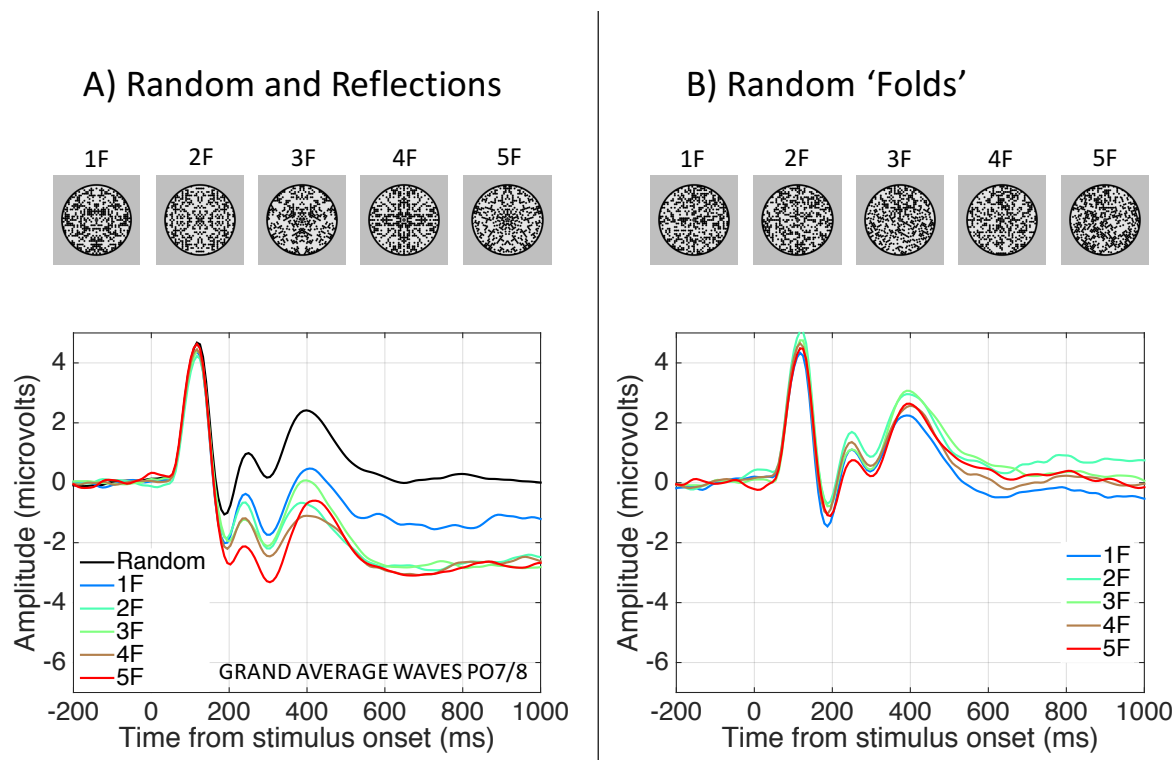 A) Random and Reflections
1F 2F 3F 4F 5F
Amplitude (microvolts)
4
2
0
-2
-4
-6
Random
1F
2F
3F
4F
5F
GRAND AVERAGE WAVES PO7/8
-200 0 200 400 600 800 1000
Time from stimulus onset (ms)
B) Random ‘Folds’
1F 2F 3F 4F 5F
Amplitude (microvolts)
4
2
0
-2
-4
-6
1F
2F
3F
4F
5F
-200 0 200 400 600 800 1000
Time from stimulus onset (ms)